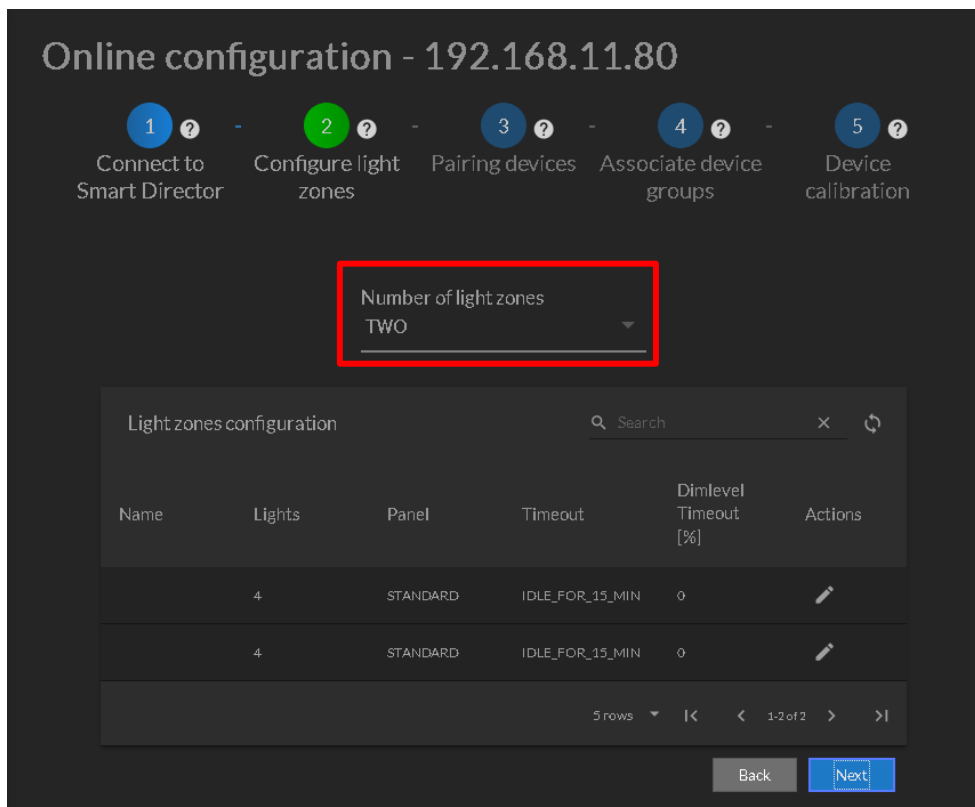 Online configuration - 192.168.11.80
1 ? - 2 ? - 3 ? - 4 ? - 5 ?
Connect to Smart Director
Configure light zones
Pairing devices
Associate device groups
Device calibration
Number of light zones
TWO
Light zones configuration
Search
Name Lights Panel Timeout Dimlevel Timeout [%] Actions
4 STANDARD IDLE_FOR_15_MIN 0
4 STANDARD IDLE_FOR_15_MIN 0
5 rows 1-2 of 2
Back Next